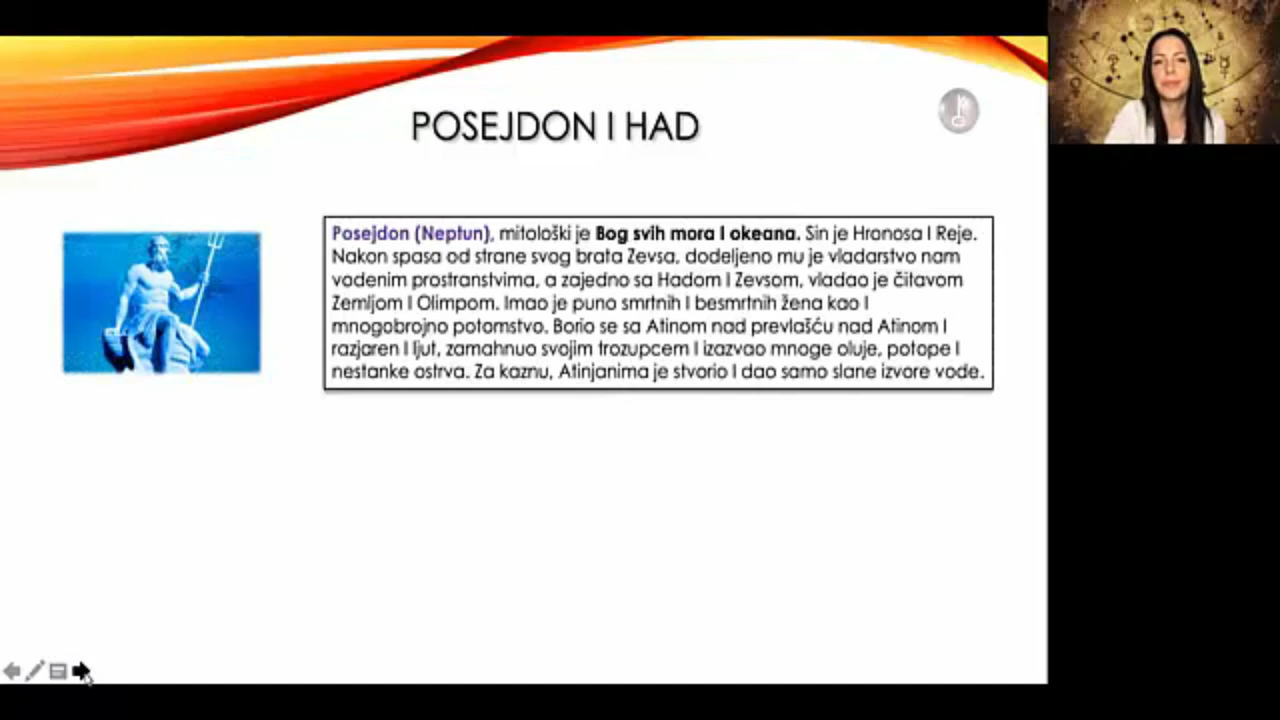 POSEJDON I HAD
Posejdon (Neptun), mitološki je Bog svih mora I okeana. Sin je Hronosa I Reje.
Nakon spasa od strane svog brata Zevsa, dodeljeno mu je vladarstvo nam
vodenim prostranstvima, a zajedno sa Hadom I Zevsom, vladao je čitavom
Zemljom I Olimpom. Imao je puno smrtnih I besmrtnih žena kao I
mnogobrojno potomstvo. Borio se sa Atinom nad prevlašću nad Atinom I
razjaren I ljut, zamahnuo svojim trozupcem I izazvao mnoge oluje, potope I
nestanke ostrva. Za kaznu, Atinjanima je stvorio I dao samo slane izvore vode.